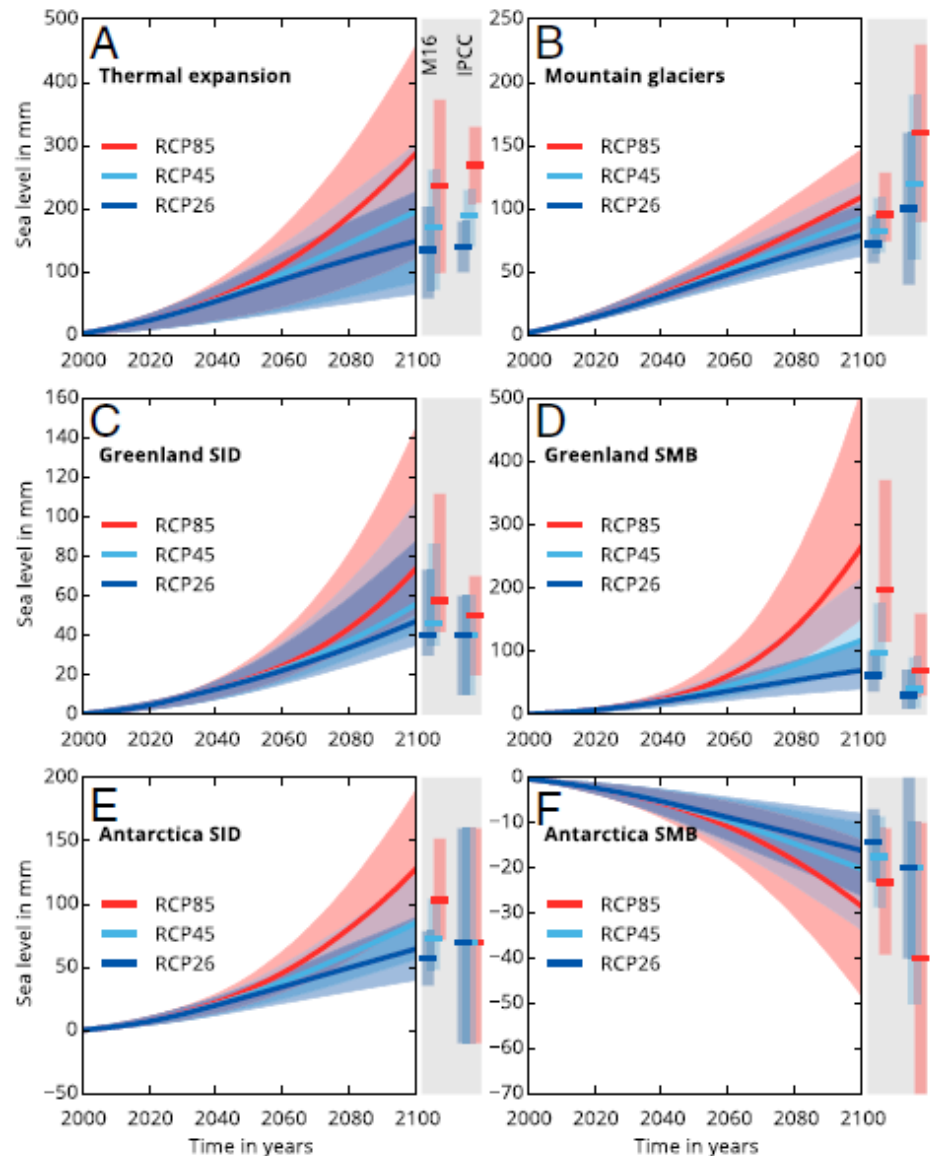 A
Thermal expansion
Sea level in mm
500
400
300
200
100
0
RCP85
RCP45
RCP26
2000 2020 2040 2060 2080 2100
M16
IPCC
B
Mountain glaciers
250
200
150
100
50
0
RCP85
RCP45
RCP26
2000 2020 2040 2060 2080 2100
C
Greenland SID
Sea level in mm
160
140
120
100
80
60
40
20
0
RCP85
RCP45
RCP26
2000 2020 2040 2060 2080 2100
D
Greenland SMB
500
400
300
200
100
0
RCP85
RCP45
RCP26
2000 2020 2040 2060 2080 2100
E
Antarctica SID
Sea level in mm
200
150
100
50
0
−50
RCP85
RCP45
RCP26
2000 2020 2040 2060 2080 2100
Time in years
F
Antarctica SMB
0
−10
−20
−30
−40
−50
−60
−70
RCP85
RCP45
RCP26
2000 2020 2040 2060 2080 2100
Time in years